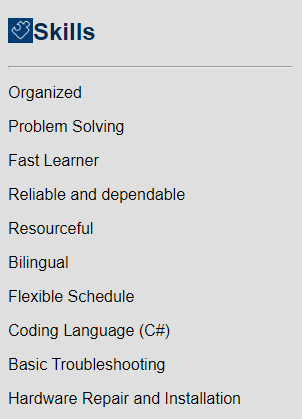 Skills
Organized
Problem Solving
Fast Learner
Reliable and dependable
Resourceful
Bilingual
Flexible Schedule
Coding Language (C#)
Basic Troubleshooting
Hardware Repair and Installation